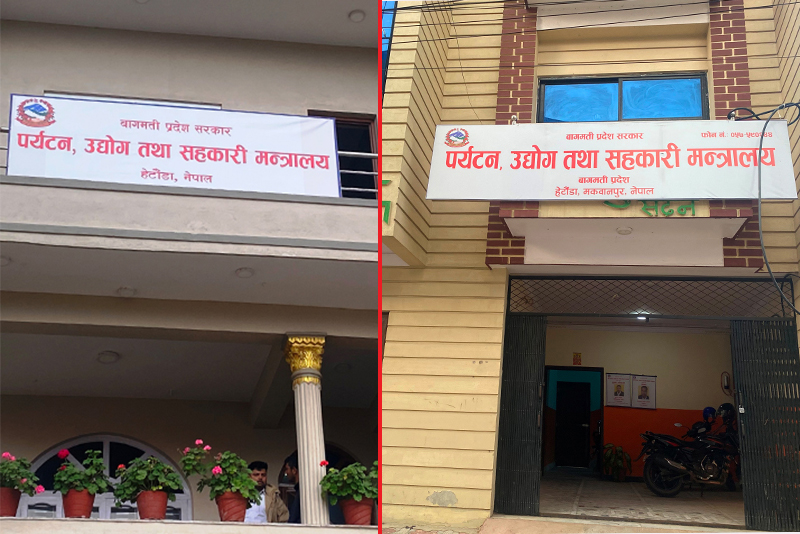 बागमती प्रदेश सरकार
पर्यटन, उद्योग तथा सहकारी मन्त्रालय
हेटौंडा, नेपाल
बागमती प्रदेश सरकार
फोन नं.
पर्यटन, उद्योग तथा सहकारी मन्त्रालय
बागमती प्रदेश
हेटौंडा, मकवानपुर, नेपाल
सदन